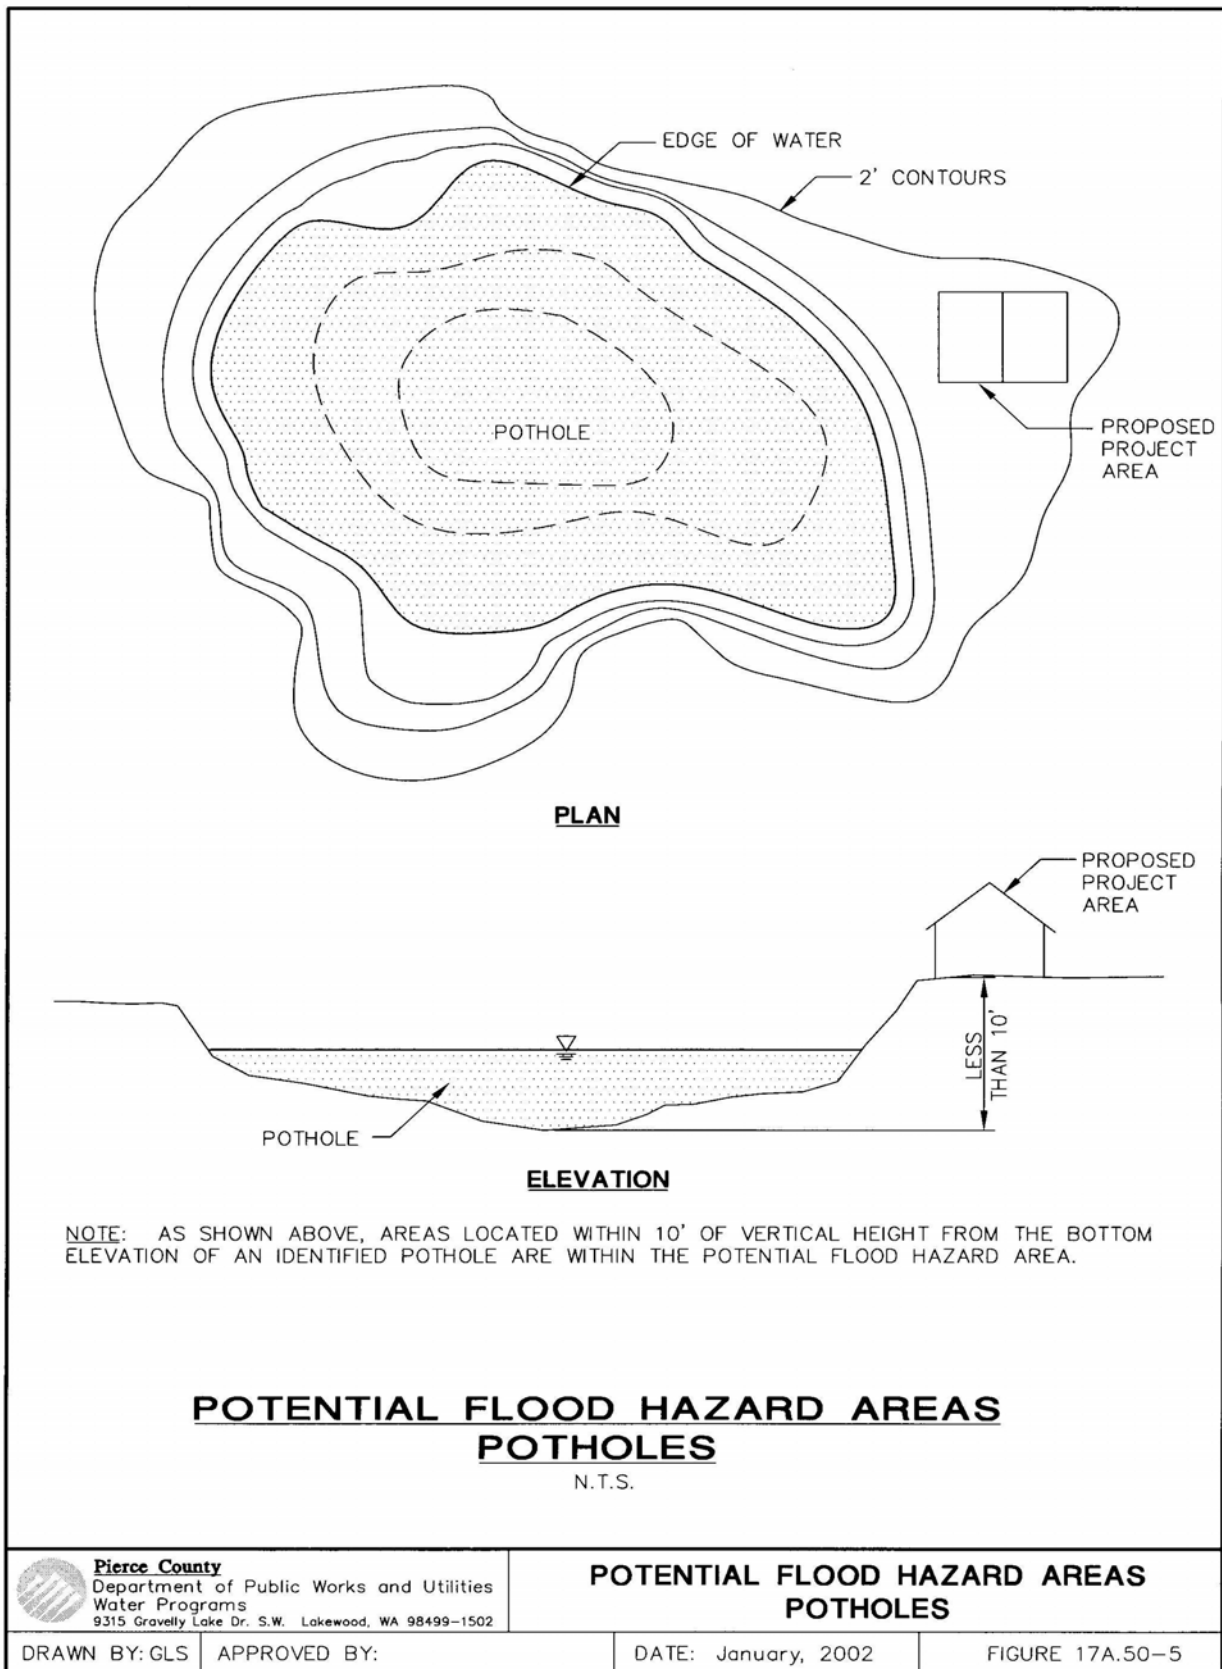 EDGE OF WATER
2' CONTOURS
POTHOLE
PROPOSED
PROJECT
AREA
PLAN
PROPOSED
PROJECT
AREA
LESS
THAN 10'
POTHOLE
ELEVATION
NOTE: AS SHOWN ABOVE, AREAS LOCATED WITHIN 10' OF VERTICAL HEIGHT FROM THE BOTTOM
ELEVATION OF AN IDENTIFIED POTHOLE ARE WITHIN THE POTENTIAL FLOOD HAZARD AREA.
POTENTIAL FLOOD HAZARD AREAS
POTHOLES
N.T.S.
Pierce County
Department of Public Works and Utilities
Water Programs
9315 Gravelly Lake Dr. S.W. Lakewood, WA 98499-1502
POTENTIAL FLOOD HAZARD AREAS
POTHOLES
DRAWN BY: GLS
APPROVED BY:
DATE: January, 2002
FIGURE 17A.50-5